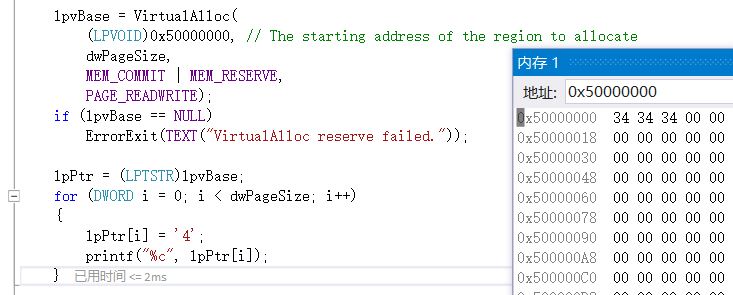 lpvBase = VirtualAlloc(
(LPVOID)0x50000000, // The starting address of the region to allocate
dwPageSize,
MEM_COMMIT | MEM_RESERVE,
PAGE_READWRITE);
if (lpvBase == NULL)
ErrorExit(TEXT("VirtualAlloc reserve failed."));
lpPtr = (LPTSTR)lpvBase;
for (DWORD i = 0; i < dwPageSize; i++)
{
lpPtr[i] = '4';
printf("%c", lpPtr[i]);
} 已用时间 <= 2ms
内存 1
地址: 0x50000000
0x50000000 34 34 34 00 00
0x50000018 00 00 00 00 00
0x50000030 00 00 00 00 00
0x50000048 00 00 00 00 00
0x50000060 00 00 00 00 00
0x50000078 00 00 00 00 00
0x50000090 00 00 00 00 00
0x500000A8 00 00 00 00 00
0x500000C0 00 00 00 00 00